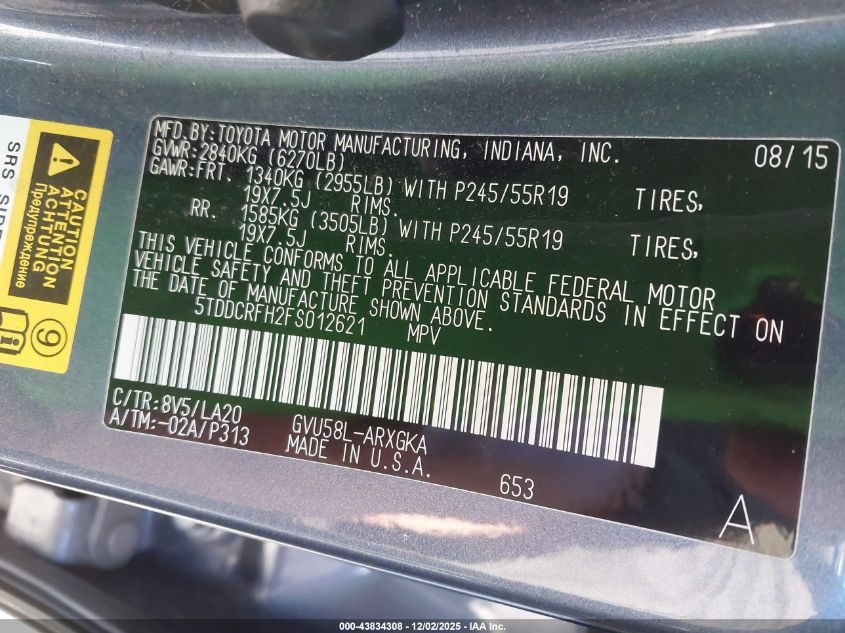 MFD.BY:TOYOTA MOTOR MANUFACTURING, INDIANA, INC. 08/15
GVWR:2840KG (6270LB)
GAWR:FRT. 1340KG (2955LB) WITH P245/55R19 TIRES,
19X7.5J RIMS.
RR. 1585KG (3505LB) WITH P245/55R19 TIRES,
19X7.5J RIMS.
THIS VEHICLE CONFORMS TO ALL APPLICABLE FEDERAL MOTOR
VEHICLE SAFETY AND THEFT PREVENTION STANDARDS IN EFFECT ON
THE DATE OF MANUFACTURE SHOWN ABOVE.
5TDDCRFH2FS012621 MPV
C/TR:8V5/LA20 GVU58L-ARXGKA
A/TM:-02A/P313 MADE IN U.S.A.
653
A
CAUTION
ATTENTION
ACHTUNG
Предупреждение
SRS
9
000-43834308 - 12/02/2025 - IAA Inc.